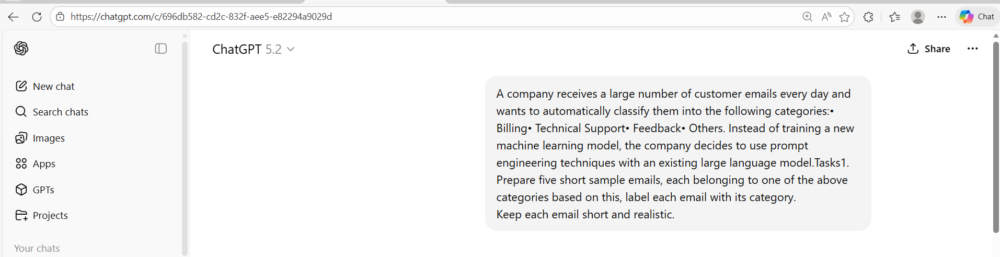 https://chatgpt.com/c/696db582-cd2c-832f-aee5-e82294a9029d
Chat
ChatGPT 5.2
Share
New chat
Search chats
Images
Apps
GPTs
Projects
Your chats
A company receives a large number of customer emails every day and
wants to automatically classify them into the following categories:•
Billing• Technical Support• Feedback• Others. Instead of training a new
machine learning model, the company decides to use prompt
engineering techniques with an existing large language model.Tasks1.
Prepare five short sample emails, each belonging to one of the above
categories based on this, label each email with its category.
Keep each email short and realistic.